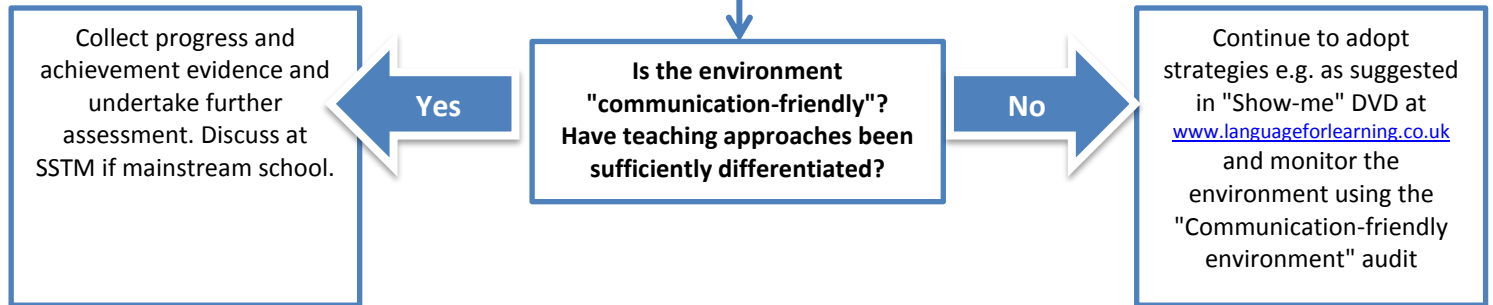 Collect progress and
achievement evidence and
undertake further
assessment. Discuss at
SSTM if mainstream school.
Yes
Is the environment
"communication-friendly"?
Have teaching approaches been
sufficiently differentiated?
No
Continue to adopt
strategies e.g. as suggested
in "Show-me" DVD at
www.languageforlearning.co.uk
and monitor the
environment using the
"Communication-friendly
environment" audit